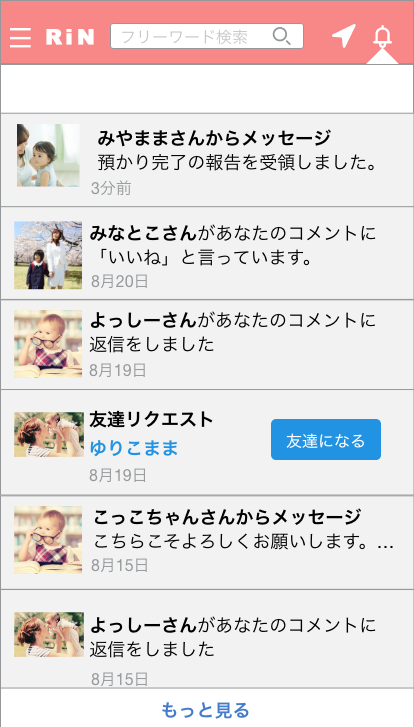 RiN
フリーワード検索
みやままさんからメッセージ
預かり完了の報告を受領しました。
3分前
みなとこさんがあなたのコメントに
「いいね」と言っています。
8月20日
よっしーさんがあなたのコメントに
返信をしました
8月19日
友達リクエスト
ゆりこまま
友達になる
8月19日
こっこちゃんさんからメッセージ
こちらこそよろしくお願いします。…
8月15日
よっしーさんがあなたのコメントに
返信をしました
8月15日
もっと見る